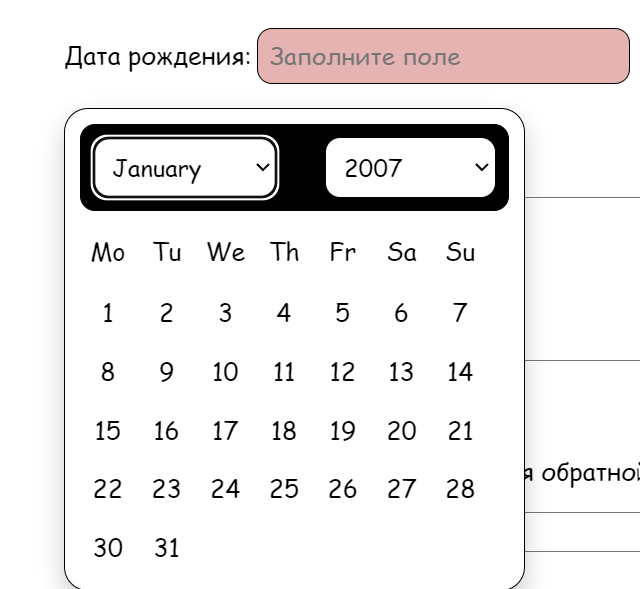 Дата рождения: Заполните поле
January 2007
Mo Tu We Th Fr Sa Su
1 2 3 4 5 6 7
8 9 10 11 12 13 14
15 16 17 18 19 20 21
22 23 24 25 26 27 28
я обратной
30 31